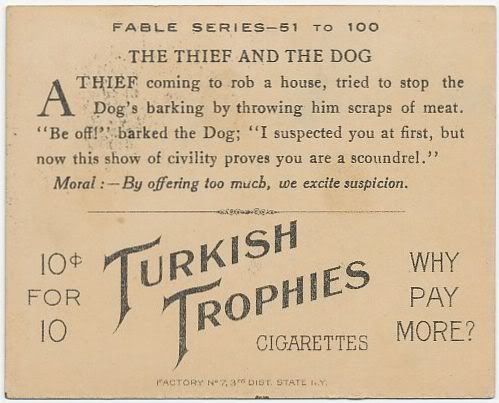 FABLE SERIES—51 TO 100
THE THIEF AND THE DOG
A THIEF coming to rob a house, tried to stop the
Dog's barking by throwing him scraps of meat.
"Be off!" barked the Dog; "I suspected you at first, but
now this show of civility proves you are a scoundrel."
Moral:—By offering too much, we excite suspicion.
10¢
FOR
10
TURKISH
TROPHIES
CIGARETTES
WHY
PAY
MORE?
FACTORY No 7, 3RD DIST. STATE N.Y.